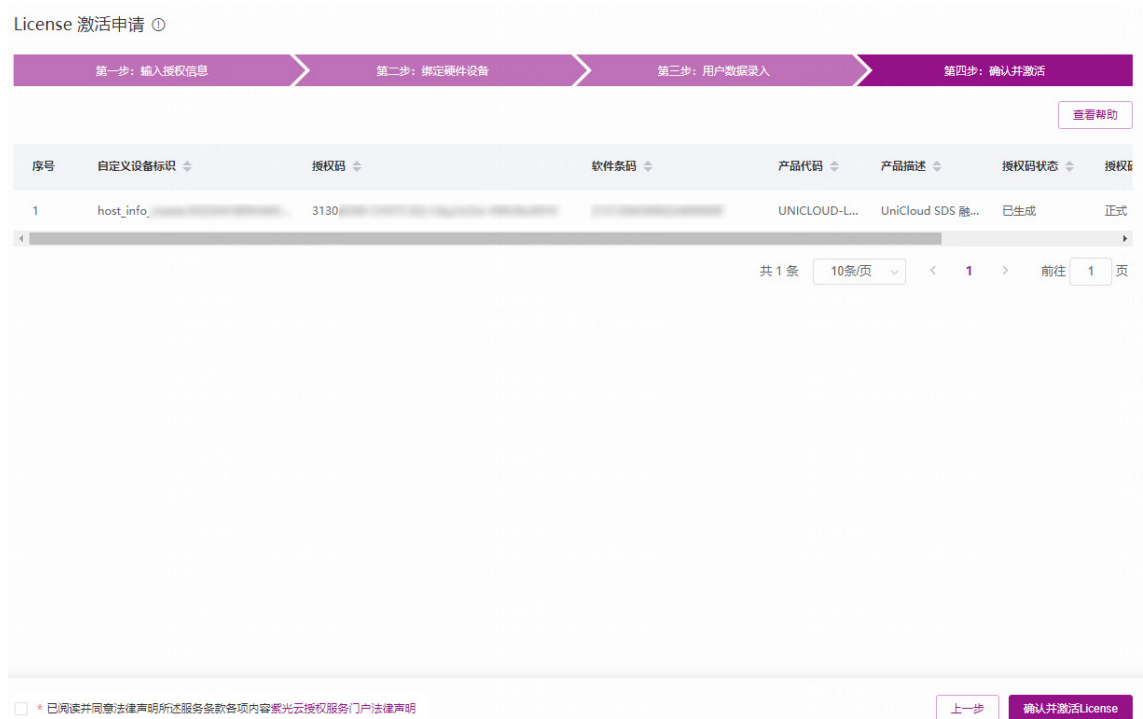 License 激活申请
第一步：输入授权信息 第二步：绑定硬件设备 第三步：用户数据录入 第四步：确认并激活
查看帮助
序号 自定义设备标识 授权码 软件条码 产品代码 产品描述 授权码状态 授权
1 host_info_ 3130 UNICLOUD-L... UniCloud SDS 融... 已生成 正式
共 1 条 10条/页 1 前往 1 页
* 已阅读并同意法律声明所述服务条款各项内容紫光云授权服务门户法律声明 上一步 确认并激活License